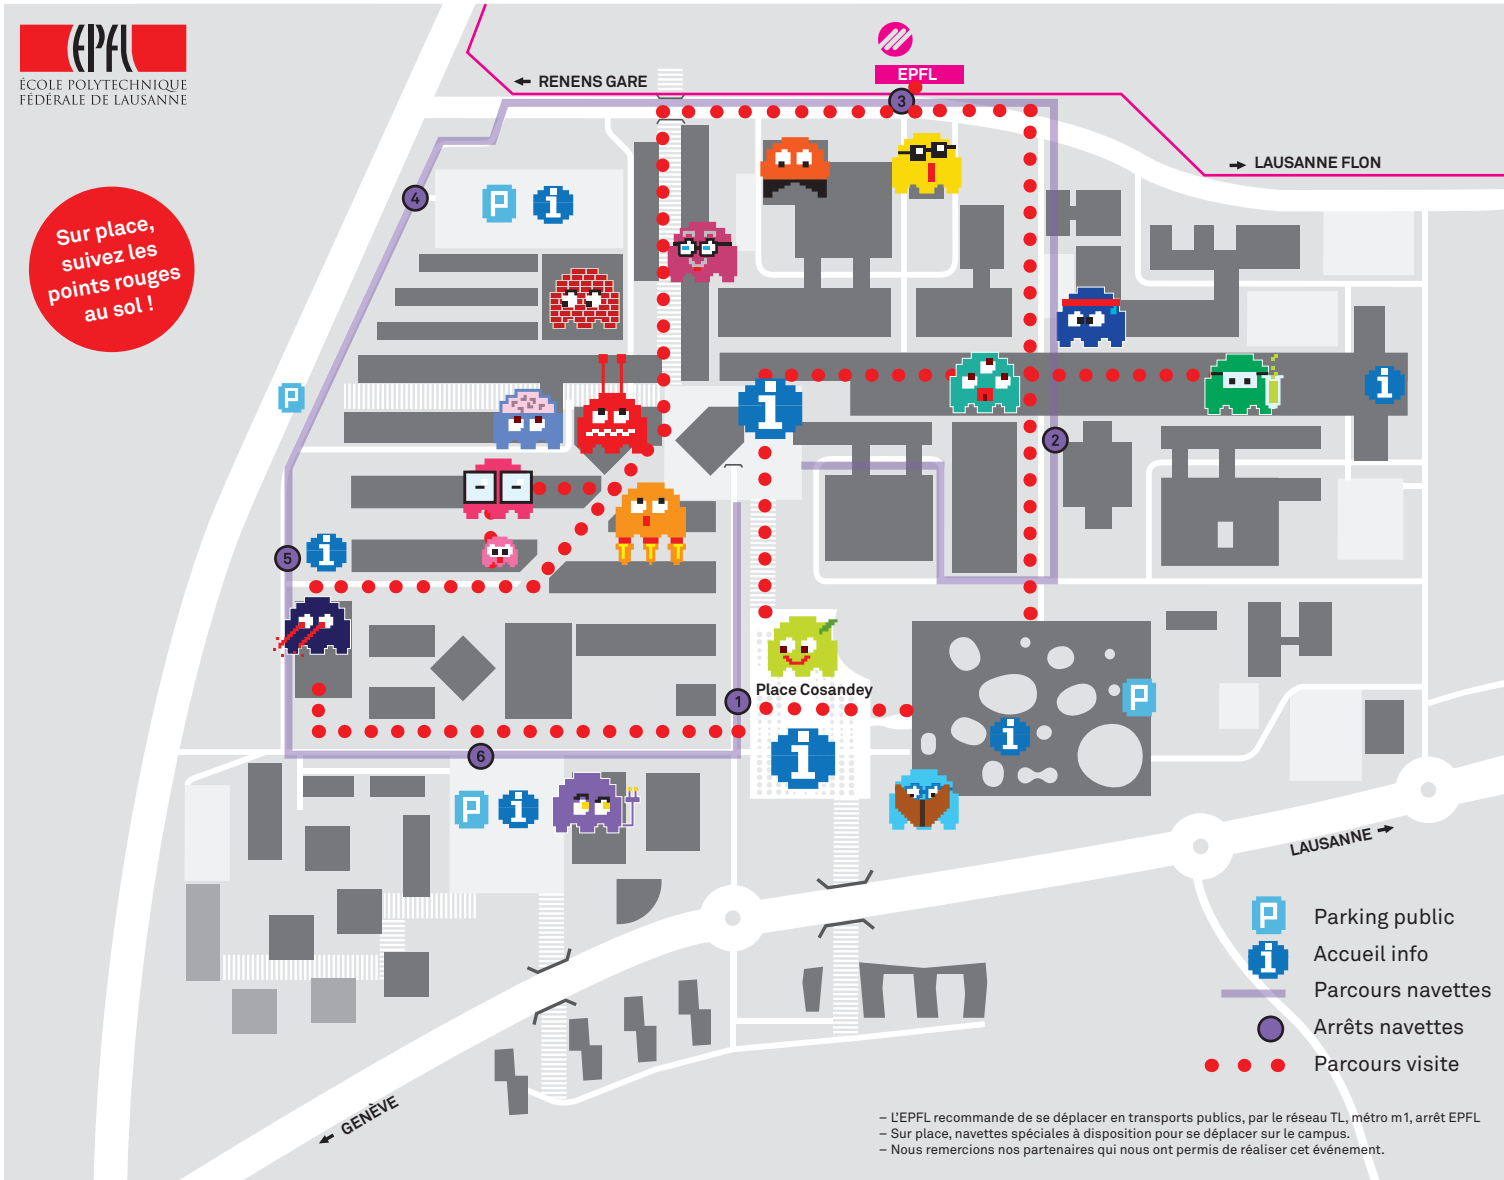 EPFL
ÉCOLE POLYTECHNIQUE
FÉDÉRALE DE LAUSANNE
EPFL
RENENS GARE
3
LAUSANNE FLON
4
P
i
Sur place,
suivez les
points rouges
au sol !
P
i
i
2
5
i
Place Cosandey
1
P
i
i
6
P
i
LAUSANNE
GENÈVE
P Parking public
i Accueil info
Parcours navettes
Arrêts navettes
Parcours visite
– L'EPFL recommande de se déplacer en transports publics, par le réseau TL, métro m1, arrêt EPFL
– Sur place, navettes spéciales à disposition pour se déplacer sur le campus.
– Nous remercions nos partenaires qui nous ont permis de réaliser cet événement.